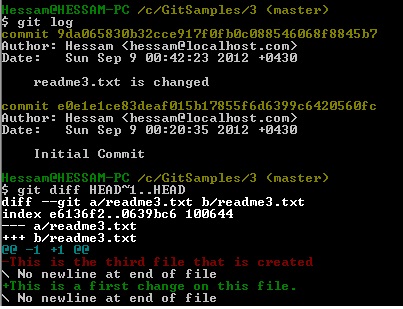 Hessam@HESSAM-PC /c/GitSamples/3 (master)
$ git log
commit 9da065830b32cce917f0fb0c088546068f8845b7
Author: Hessam <hessam@localhost.com>
Date:   Sun Sep 9 00:42:23 2012 +0430
    readme3.txt is changed
commit e0e1e1ce83deaf015b17855f6d6399c6420560fc
Author: Hessam <hessam@localhost.com>
Date:   Sun Sep 9 00:20:35 2012 +0430
    Initial Commit
Hessam@HESSAM-PC /c/GitSamples/3 (master)
$ git diff HEAD~1..HEAD
diff --git a/readme3.txt b/readme3.txt
index e6136f2..0639bc6 100644
--- a/readme3.txt
+++ b/readme3.txt
@@ -1 +1 @@
-This is the third file that is created
\ No newline at end of file
+This is a first change on this file.
\ No newline at end of file